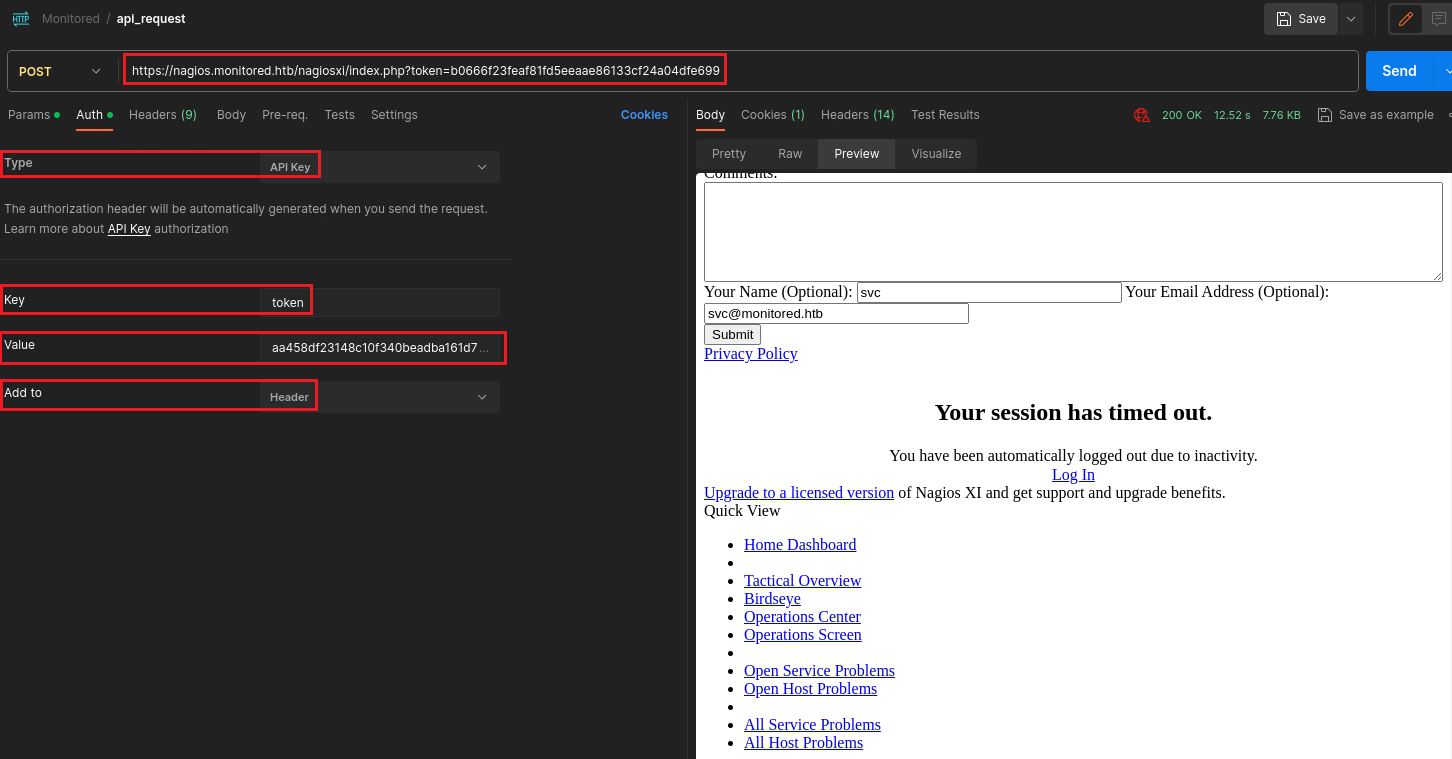 HTTP Monitored / api_request Save
POST https://nagios.monitored.htb/nagiosxi/index.php?token=b0666f23feaf81fd5eeaae86133cf24a04dfe699 Send
Params Auth Headers (9) Body Pre-req. Tests Settings Cookies
Type API Key
The authorization header will be automatically generated when you send the request.
Learn more about API Key authorization
Key token
Value aa458df23148c10f340beadba161d7...
Add to Header
Body Cookies (1) Headers (14) Test Results 200 OK 12.52 s 7.76 KB Save as example
Pretty Raw Preview Visualize
Comments:
Your Name (Optional): svc Your Email Address (Optional):
svc@monitored.htb
Submit
Privacy Policy
Your session has timed out.
You have been automatically logged out due to inactivity.
Log In
Upgrade to a licensed version of Nagios XI and get support and upgrade benefits.
Quick View
Home Dashboard
Tactical Overview
Birdseye
Operations Center
Operations Screen
Open Service Problems
Open Host Problems
All Service Problems
All Host Problems